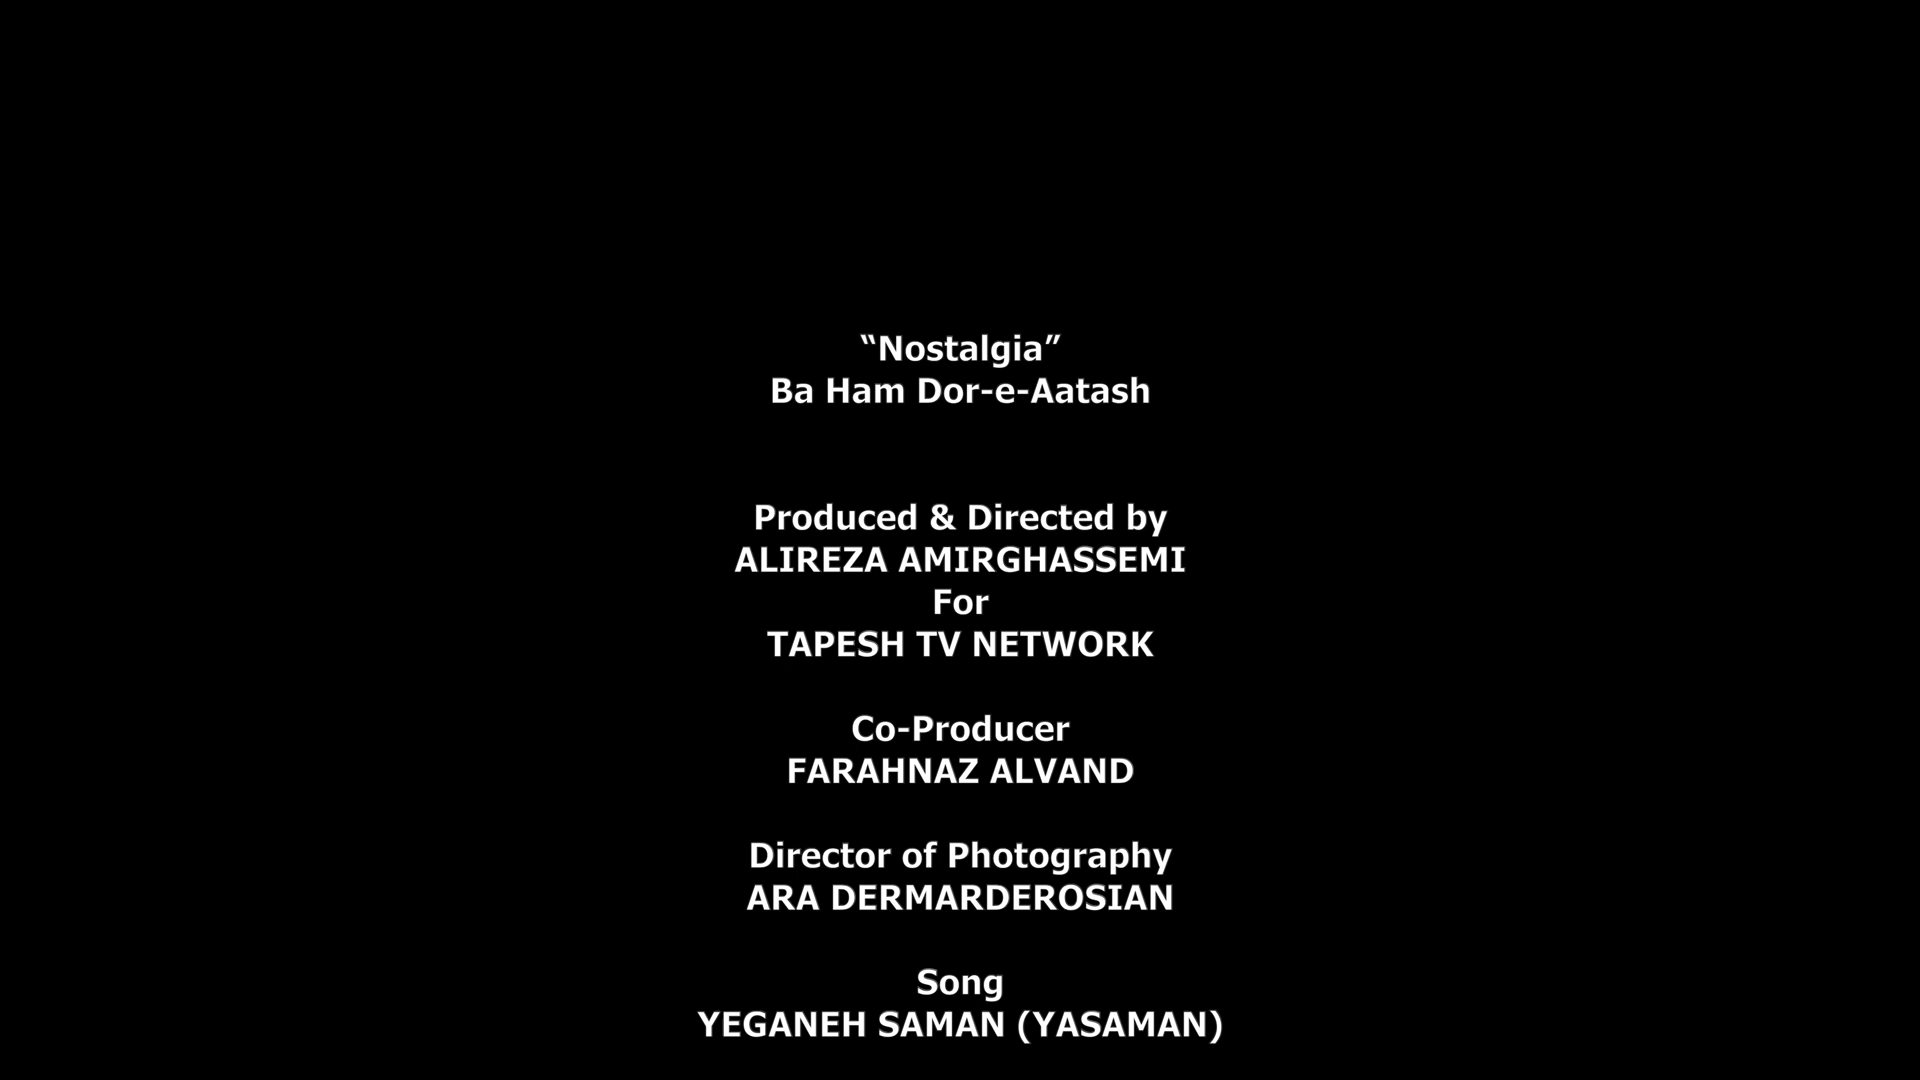 “Nostalgia”
Ba Ham Dor-e-Aatash
Produced & Directed by
ALIREZA AMIRGHASSEMI
For
TAPESH TV NETWORK
Co-Producer
FARAHNAZ ALVAND
Director of Photography
ARA DERMARDEROSIAN
Song
YEGANEH SAMAN (YASAMAN)